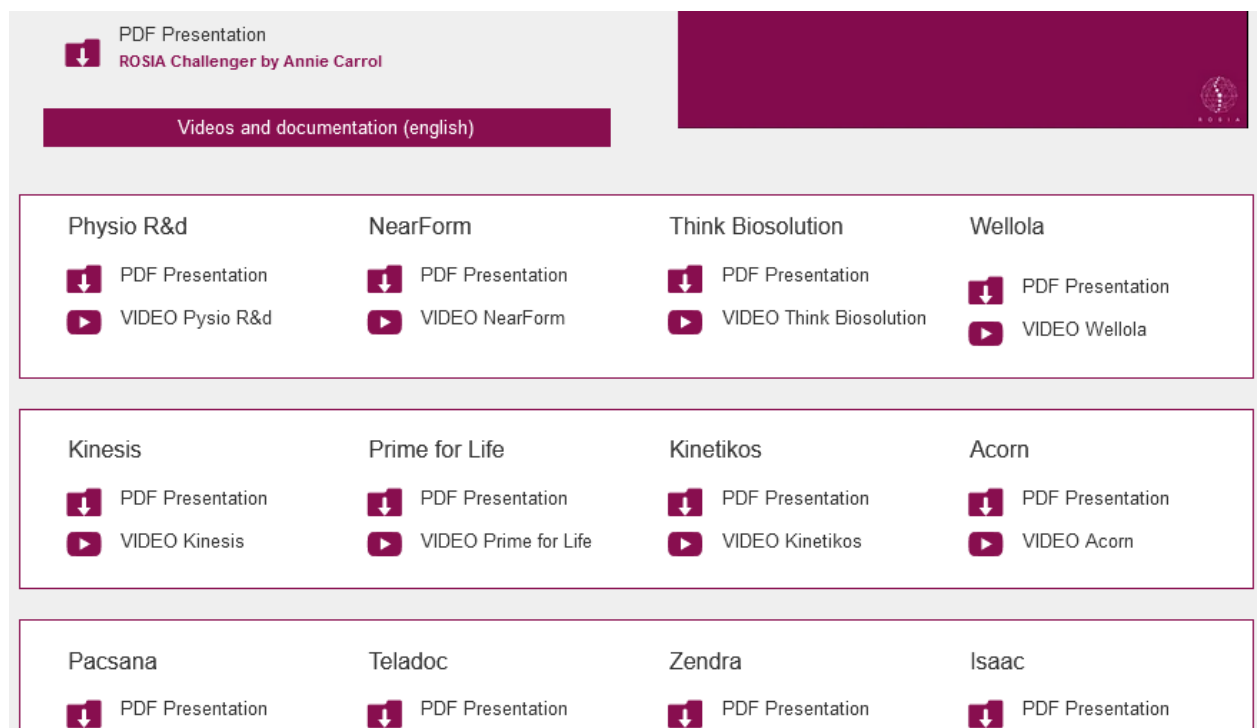 PDF Presentation
ROSIA Challenger by Annie Carrol
ROSIA
Videos and documentation (english)
Physio R&d
NearForm
Think Biosolution
Wellola
PDF Presentation
PDF Presentation
PDF Presentation
PDF Presentation
VIDEO Pysio R&d
VIDEO NearForm
VIDEO Think Biosolution
VIDEO Wellola
Kinesis
Prime for Life
Kinetikos
Acorn
PDF Presentation
PDF Presentation
PDF Presentation
PDF Presentation
VIDEO Kinesis
VIDEO Prime for Life
VIDEO Kinetikos
VIDEO Acorn
Pacsana
Teladoc
Zendra
Isaac
PDF Presentation
PDF Presentation
PDF Presentation
PDF Presentation